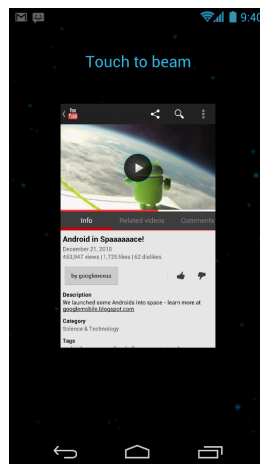 9:40
Touch to beam
You
Tube
Info Related videos Comments
Android in Spaaaaaace!
December 21, 2010
483,947 views | 1,725 likes | 62 dislikes
by googlenexus
Description
We launched some Androids into space - learn more at
googlemobile.blogspot.com
Category
Science & Technology
Tags